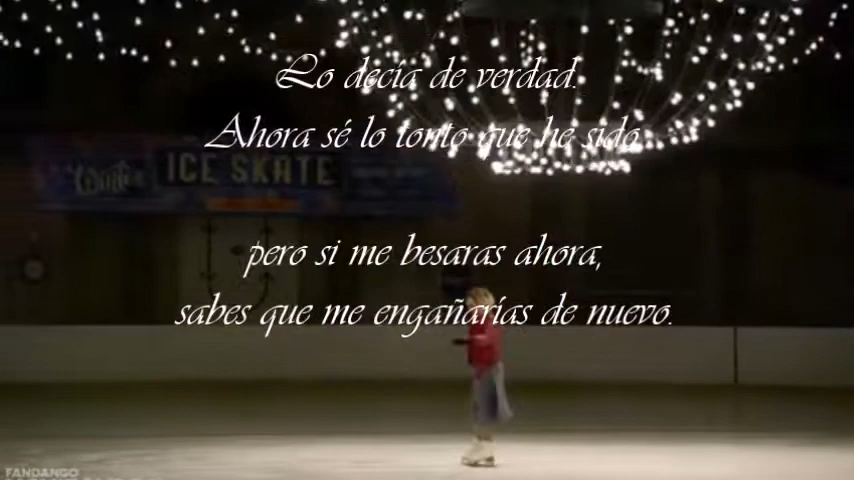 Lo decía de verdad.
Ahora sé lo tonto que he sido
pero si me besaras ahora,
sabes que me engañarías de nuevo.
Winter
ICE SKATE
FANDANGO